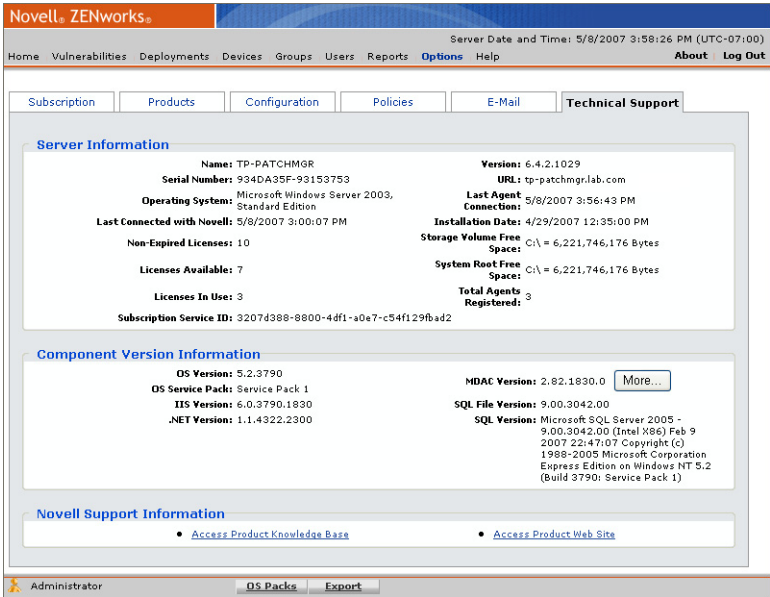 Novell® ZENworks®
Server Date and Time: 5/8/2007 3:58:26 PM (UTC-07:00)
Home Vulnerabilities Deployments Devices Groups Users Reports Options Help About | Log Out
Subscription Products Configuration Policies E-Mail Technical Support
Server Information
Name: TP-PATCHMGR
Serial Number: 934DA35F-93153753
Operating System: Microsoft Windows Server 2003,
Standard Edition
Last Connected with Novell: 5/8/2007 3:00:07 PM
Non-Expired Licenses: 10
Licenses Available: 7
Licenses In Use: 3
Subscription Service ID: 3207d388-8800-4df1-a0e7-c54f129fbad2
Version: 6.4.2.1029
URL: tp-patchmgr.lab.com
Last Agent
Connection: 5/8/2007 3:56:43 PM
Installation Date: 4/29/2007 12:35:00 PM
Storage Volume Free
Space: C:\ = 6,221,746,176 Bytes
System Root Free
Space: C:\ = 6,221,746,176 Bytes
Total Agents
Registered: 3
Component Version Information
OS Version: 5.2.3790
OS Service Pack: Service Pack 1
IIS Version: 6.0.3790.1830
.NET Version: 1.1.4322.2300
MDAC Version: 2.82.1830.0 More...
SQL File Version: 9.00.3042.00
SQL Version: Microsoft SQL Server 2005 -
9.00.3042.00 (Intel X86) Feb 9
2007 22:47:07 Copyright (c)
1988-2005 Microsoft Corporation
Express Edition on Windows NT 5.2
(Build 3790: Service Pack 1)
Novell Support Information
• Access Product Knowledge Base
• Access Product Web Site
Administrator OS Packs Export